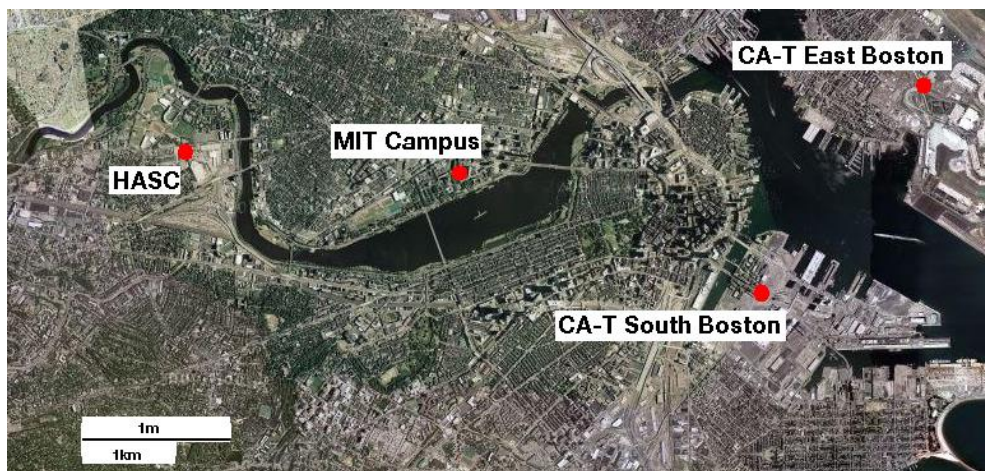 CA-T East Boston
MIT Campus
HASC
CA-T South Boston
1m
1km